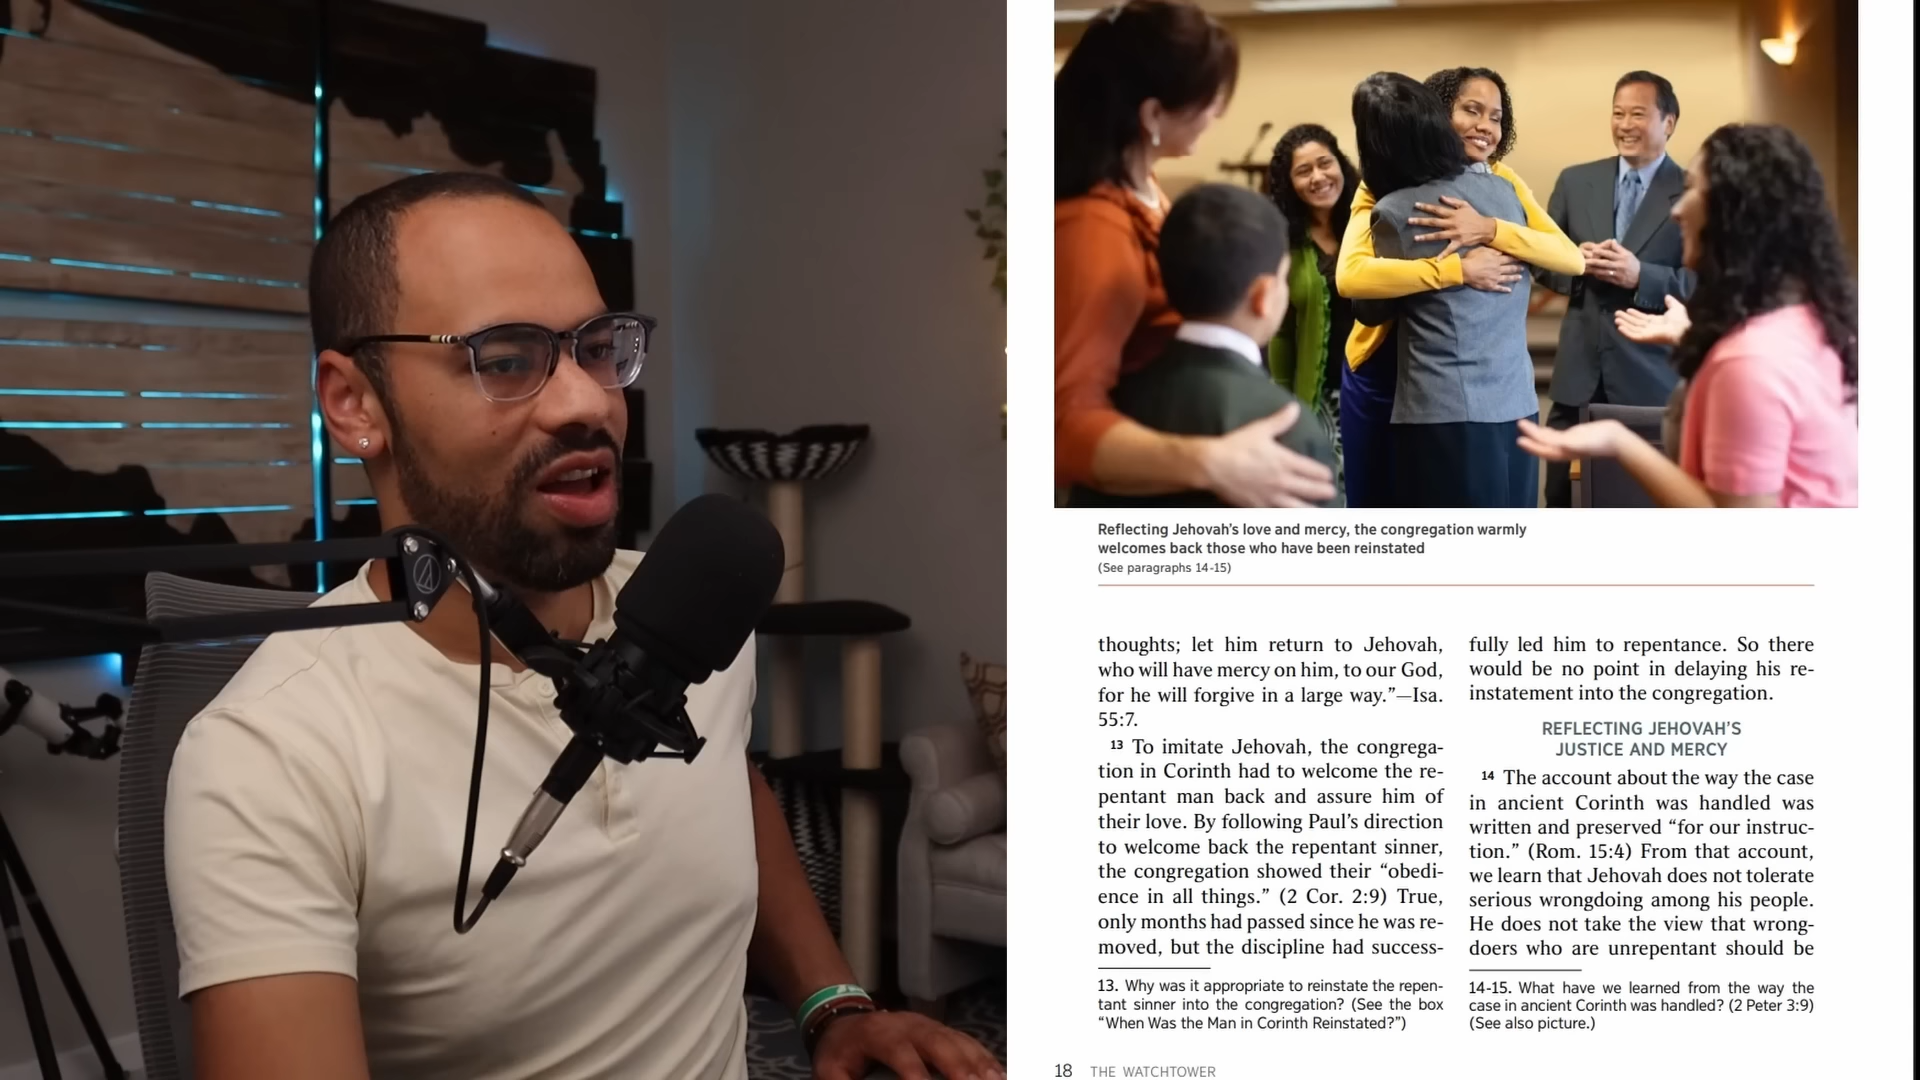 Reflecting Jehovah’s love and mercy, the congregation warmly
welcomes back those who have been reinstated
(See paragraphs 14-15)
thoughts; let him return to Jehovah,
who will have mercy on him, to our God,
for he will forgive in a large way.”—Isa.
55:7.
13 To imitate Jehovah, the congrega-
tion in Corinth had to welcome the re-
pentant man back and assure him of
their love. By following Paul’s direction
to welcome back the repentant sinner,
the congregation showed their “obedi-
ence in all things.” (2 Cor. 2:9) True,
only months had passed since he was re-
moved, but the discipline had success-
13. Why was it appropriate to reinstate the repen-
tant sinner into the congregation? (See the box
“When Was the Man in Corinth Reinstated?”)
fully led him to repentance. So there
would be no point in delaying his re-
instatement into the congregation.
REFLECTING JEHOVAH’S
JUSTICE AND MERCY
14 The account about the way the case
in ancient Corinth was handled was
written and preserved “for our instruc-
tion.” (Rom. 15:4) From that account,
we learn that Jehovah does not tolerate
serious wrongdoing among his people.
He does not take the view that wrong-
doers who are unrepentant should be
14-15. What have we learned from the way the
case in ancient Corinth was handled? (2 Peter 3:9)
(See also picture.)
18 THE WATCHTOWER